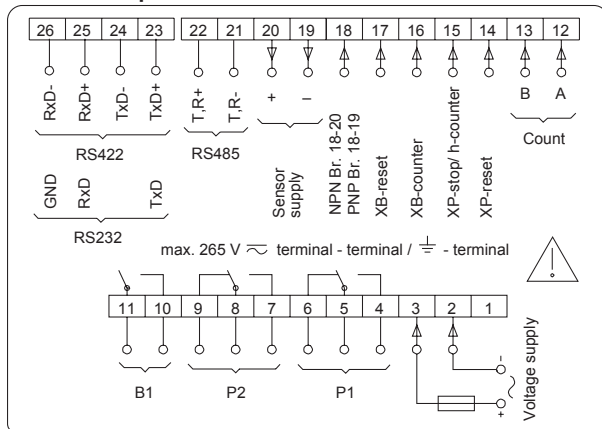 26 25 24 23 22 21 20 19 18 17 16 15 14 13 12
RxD- RxD+ TxD- TxD+ T,R+ T,R- + – NPN Br. 18-20 PNP Br. 18-19 XB-reset XB-counter XP-stop/ h-counter XP-reset B A
RS422 RS485 Sensor supply Count
GND RxD TxD
RS232
max. 265 V terminal - terminal / - terminal
11 10 9 8 7 6 5 4 3 2 1
B1 P2 P1
- + Voltage supply